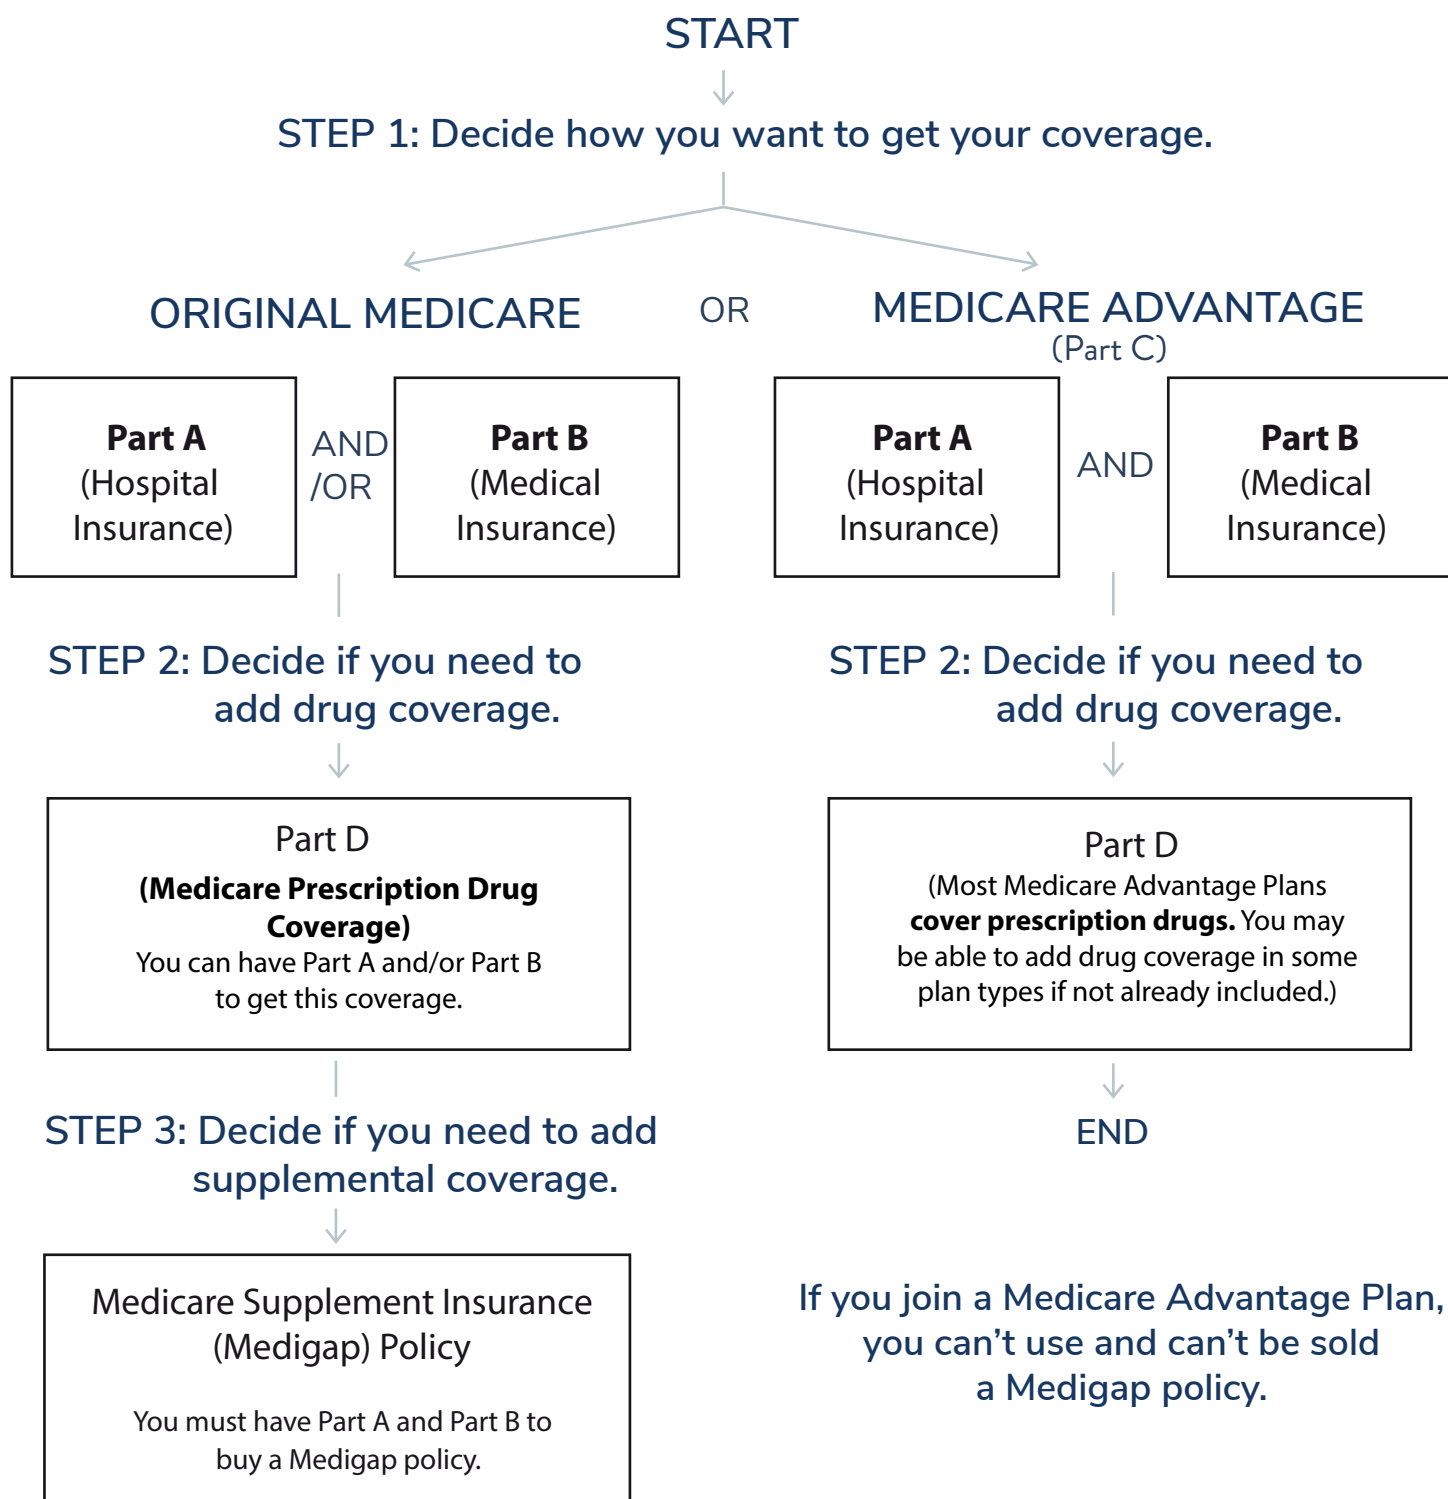 START
STEP 1: Decide how you want to get your coverage.
ORIGINAL MEDICARE
OR
MEDICARE ADVANTAGE
(Part C)
Part A
(Hospital
Insurance)
AND
/OR
Part B
(Medical
Insurance)
Part A
(Hospital
Insurance)
AND
Part B
(Medical
Insurance)
STEP 2: Decide if you need to
add drug coverage.
Part D
(Medicare Prescription Drug
Coverage)
You can have Part A and/or Part B
to get this coverage.
STEP 3: Decide if you need to add
supplemental coverage.
Medicare Supplement Insurance
(Medigap) Policy
You must have Part A and Part B to
buy a Medigap policy.
STEP 2: Decide if you need to
add drug coverage.
Part D
(Most Medicare Advantage Plans
cover prescription drugs. You may
be able to add drug coverage in some
plan types if not already included.)
END
If you join a Medicare Advantage Plan,
you can’t use and can’t be sold
a Medigap policy.